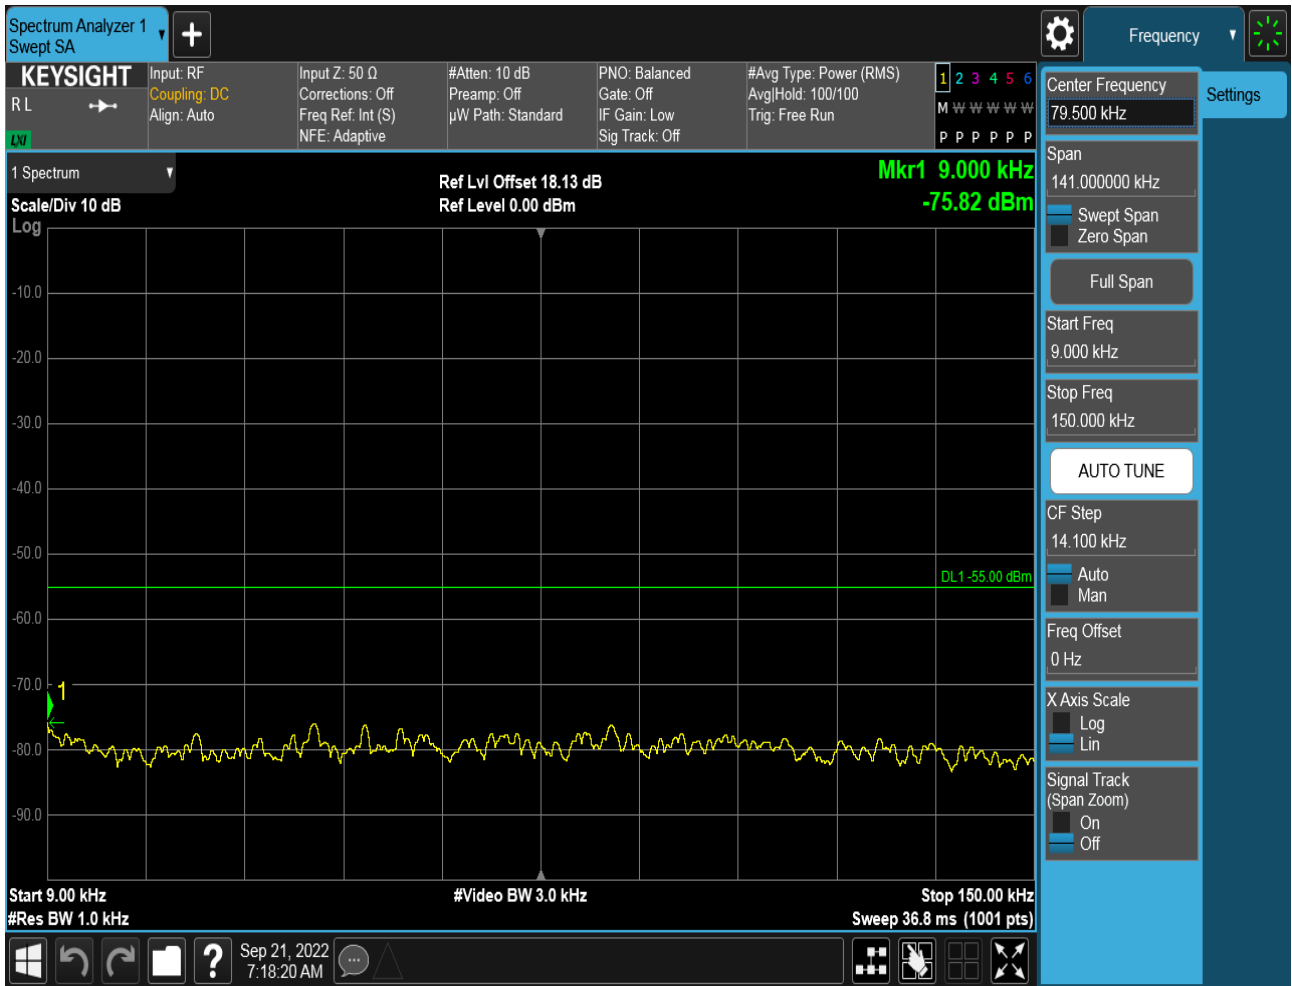 Spectrum Analyzer 1
Swept SA
Frequency
KEYSIGHT
R L
LXI
Input: RF
Coupling: DC
Align: Auto
Input Z: 50 Ω
Corrections: Off
Freq Ref: Int (S)
NFE: Adaptive
#Atten: 10 dB
Preamp: Off
µW Path: Standard
PNO: Balanced
Gate: Off
IF Gain: Low
Sig Track: Off
#Avg Type: Power (RMS)
Avg|Hold: 100/100
Trig: Free Run
1 2 3 4 5 6
M W W W W W
P P P P P P
1 Spectrum
Scale/Div 10 dB
Log
Ref Lvl Offset 18.13 dB
Ref Level 0.00 dBm
Mkr1 9.000 kHz
-75.82 dBm
-10.0
-20.0
-30.0
-40.0
-50.0
DL1 -55.00 dBm
-60.0
-70.0
1
-80.0
-90.0
Start 9.00 kHz
#Video BW 3.0 kHz
Stop 150.00 kHz
#Res BW 1.0 kHz
Sweep 36.8 ms (1001 pts)
?
Sep 21, 2022
7:18:20 AM
Center Frequency
79.500 kHz
Settings
Span
141.000000 kHz
Swept Span
Zero Span
Full Span
Start Freq
9.000 kHz
Stop Freq
150.000 kHz
AUTO TUNE
CF Step
14.100 kHz
Auto
Man
Freq Offset
0 Hz
X Axis Scale
Log
Lin
Signal Track
(Span Zoom)
On
Off